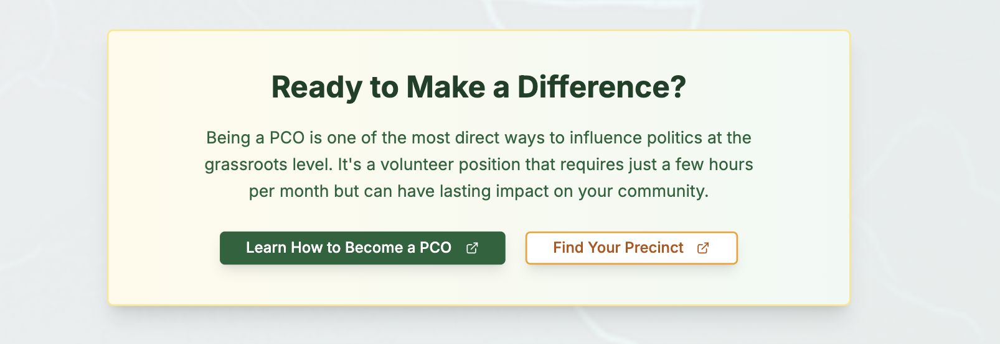 Ready to Make a Difference?
Being a PCO is one of the most direct ways to influence politics at the
grassroots level. It's a volunteer position that requires just a few hours
per month but can have lasting impact on your community.
Learn How to Become a PCO
Find Your Precinct